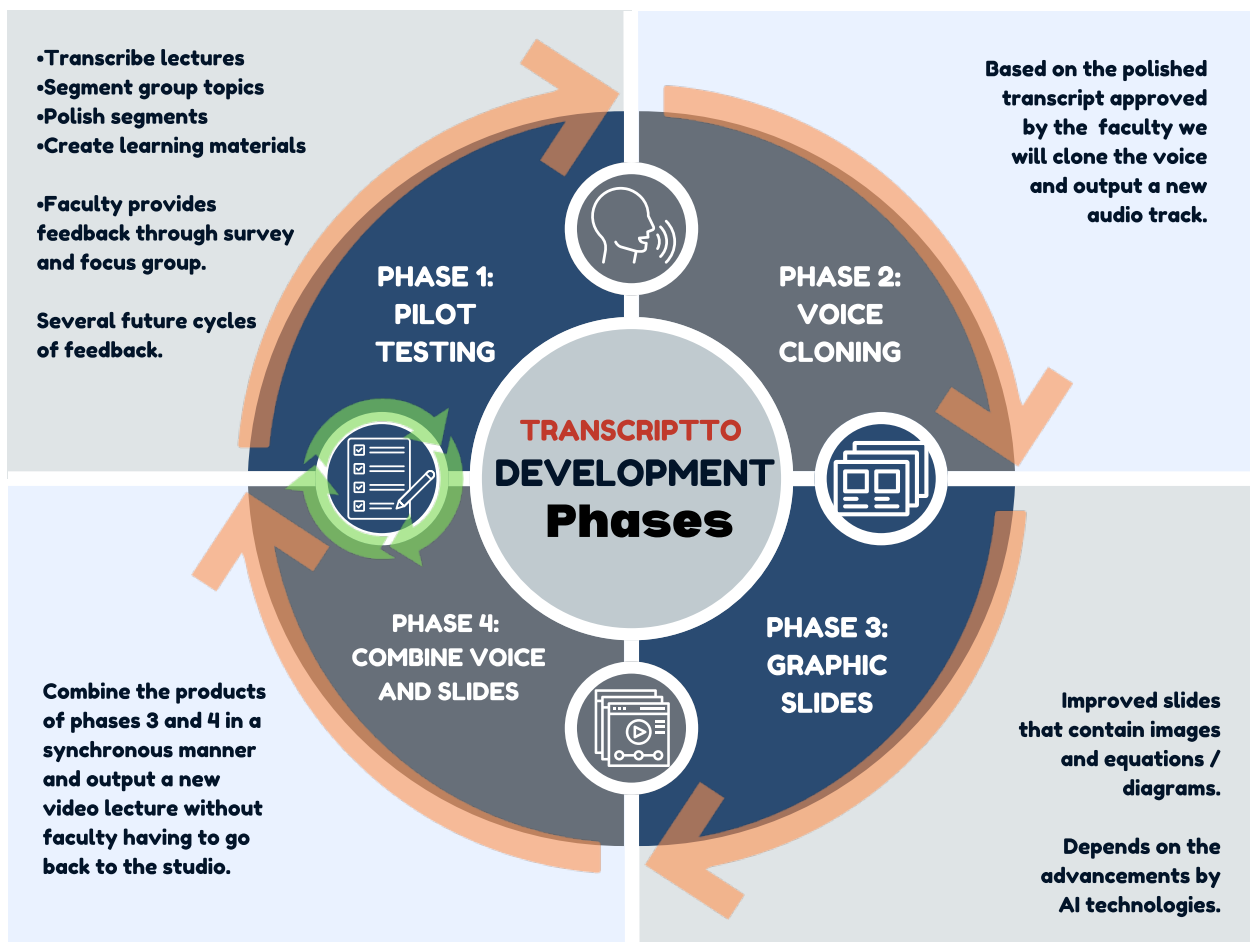 •Transcribe lectures
•Segment group topics
•Polish segments
•Create learning materials
•Faculty provides
feedback through survey
and focus group.
Several future cycles
of feedback.
Based on the polished
transcript approved
by the faculty we
will clone the voice
and output a new
audio track.
PHASE 1:
PILOT
TESTING
PHASE 2:
VOICE
CLONING
TRANSCRIPTTO
DEVELOPMENT
Phases
PHASE 4:
COMBINE VOICE
AND SLIDES
PHASE 3:
GRAPHIC
SLIDES
Combine the products
of phases 3 and 4 in a
synchronous manner
and output a new
video lecture without
faculty having to go
back to the studio.
Improved slides
that contain images
and equations /
diagrams.
Depends on the
advancements by
AI technologies.